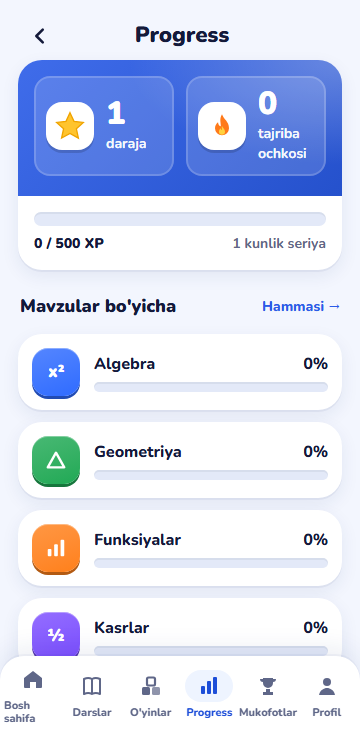 Progress
1
daraja
0
tajriba
ochkosi
0 / 500 XP
1 kunlik seriya
Mavzular bo'yicha
Hammasi →
x²
Algebra
0%
Geometriya
0%
Funksiyalar
0%
½
Kasrlar
0%
Bosh
sahifa
Darslar
O'yinlar
Progress
Mukofotlar
Profil